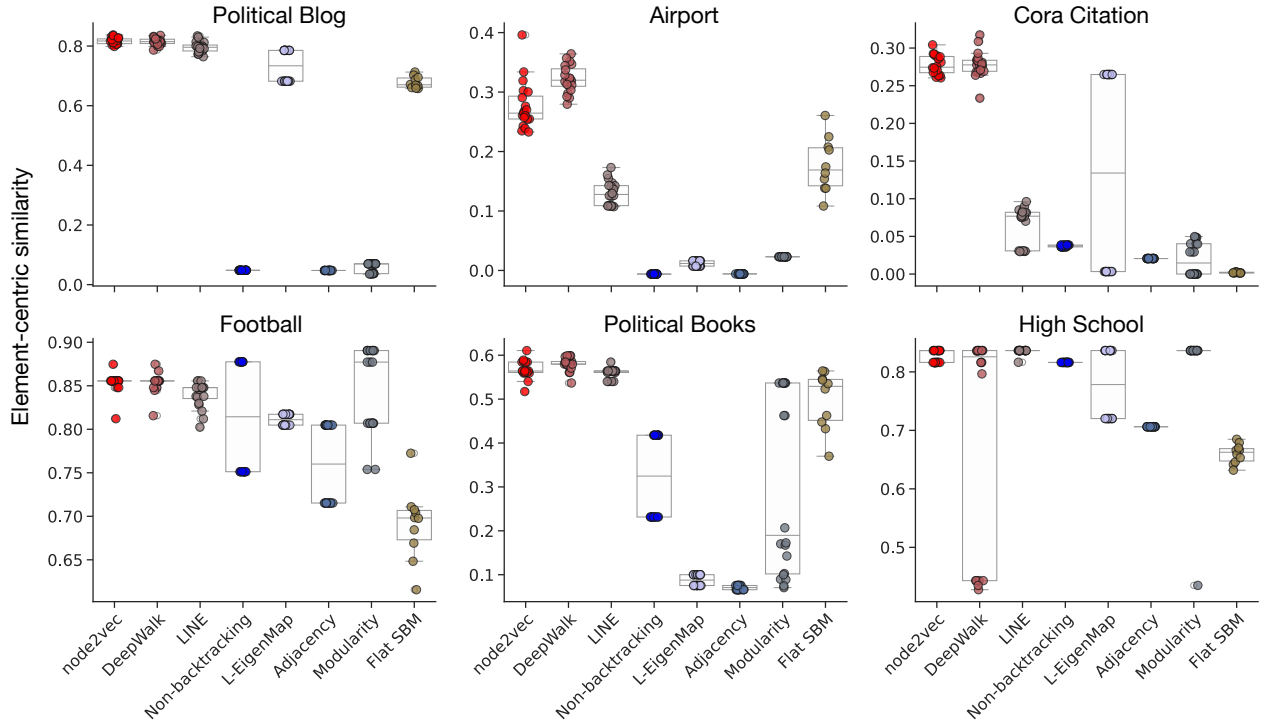 Political Blog
Airport
Cora Citation
0.8
0.6
0.4
0.2
0.0
0.4
0.3
0.2
0.1
0.0
0.30
0.25
0.20
0.15
0.10
0.05
0.00
Element-centric similarity
Football
Political Books
High School
0.90
0.85
0.80
0.75
0.70
0.65
0.6
0.5
0.4
0.3
0.2
0.1
0.8
0.7
0.6
0.5
node2vec
DeepWalk
LINE
Non-backtracking
L-EigenMap
Adjacency
Modularity
Flat SBM
node2vec
DeepWalk
LINE
Non-backtracking
L-EigenMap
Adjacency
Modularity
Flat SBM
node2vec
DeepWalk
LINE
Non-backtracking
L-EigenMap
Adjacency
Modularity
Flat SBM